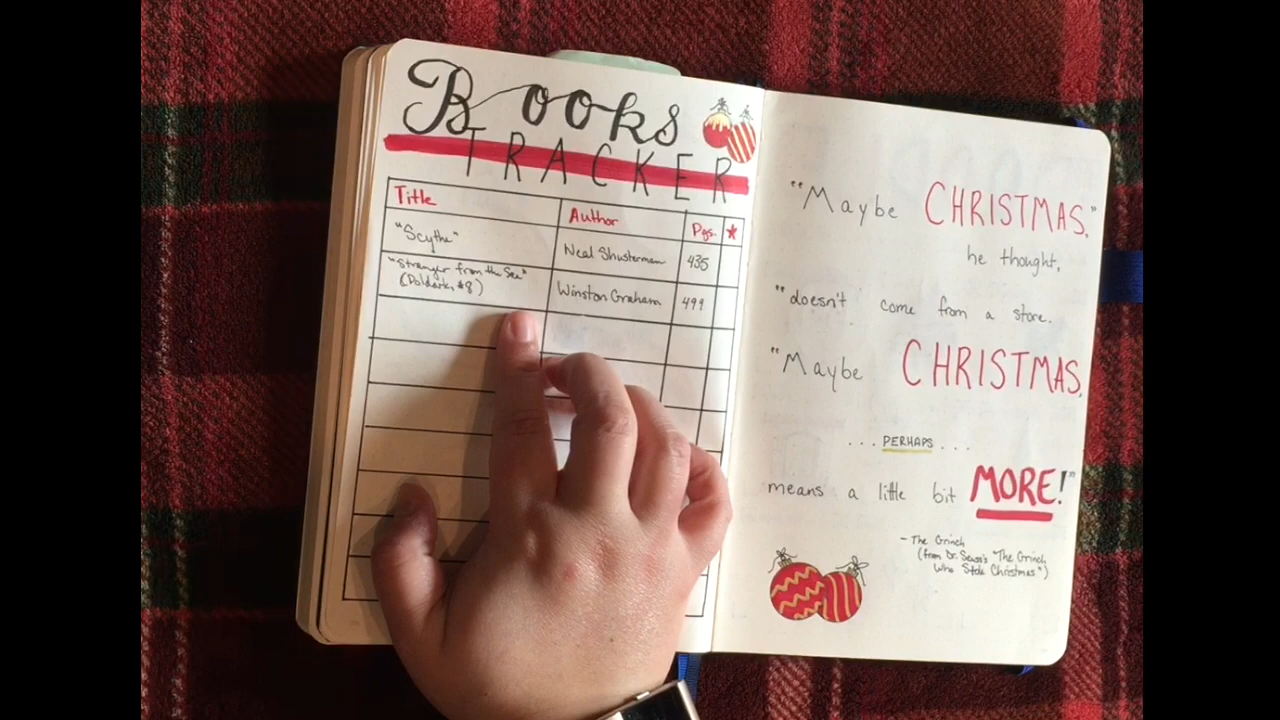 Books
TRACKER
Title Author Pgs. ★
"Scythe" Neal Shusterman 435
"Stranger from the Sea"
(Poldark, #8) Winston Graham 499
"Maybe CHRISTMAS,"
he thought,
"doesn't come from a store.
"Maybe CHRISTMAS,
... PERHAPS ...
means a little bit MORE!"
- The Grinch
(from Dr. Seuss's "The Grinch
Who Stole Christmas")